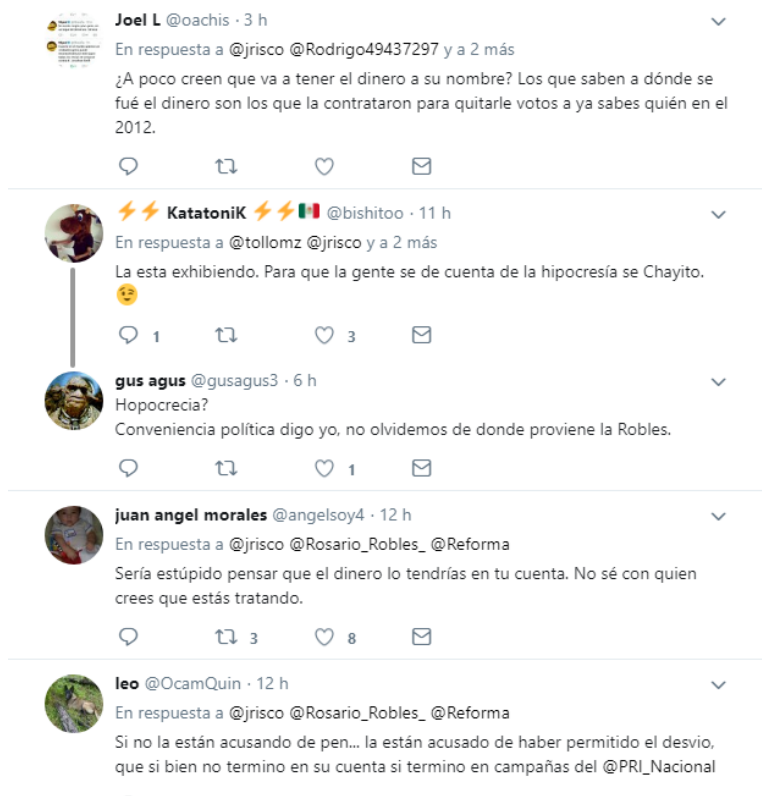 Joel L @oachis · 3 h
En respuesta a @jrisco @Rodrigo49437297 y a 2 más
¿A poco creen que va a tener el dinero a su nombre? Los que saben a dónde se
fué el dinero son los que la contrataron para quitarle votos a ya sabes quién en el
2012.
⚡⚡ KatatoniK ⚡⚡🇲🇽 @bishitoo · 11 h
En respuesta a @tollomz @jrisco y a 2 más
La esta exhibiendo. Para que la gente se de cuenta de la hipocresía se Chayito.
😉
1 3
gus agus @gusagus3 · 6 h
Hopocrecia?
Conveniencia política digo yo, no olvidemos de donde proviene la Robles.
1
juan angel morales @angelsoy4 · 12 h
En respuesta a @jrisco @Rosario_Robles_ @Reforma
Sería estúpido pensar que el dinero lo tendrías en tu cuenta. No sé con quien
crees que estás tratando.
3 8
leo @OcamQuin · 12 h
En respuesta a @jrisco @Rosario_Robles_ @Reforma
Si no la están acusando de pen... la están acusado de haber permitido el desvio,
que si bien no termino en su cuenta si termino en campañas del @PRI_Nacional